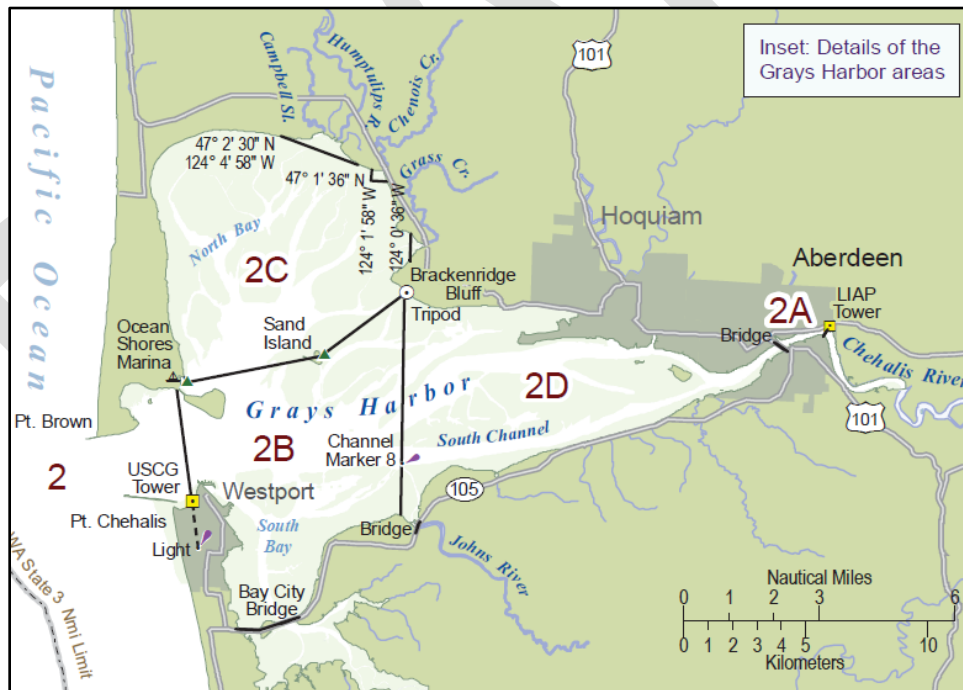 Inset: Details of the
Grays Harbor areas
Pacific Ocean
101
Campbell Sl.
Humptulips R.
Chenois Cr.
Grass Cr.
47° 2' 30" N
124° 4' 58" W
47° 1' 36" N
124° 1' 58" W
124° 0' 36" W
North Bay
2C
Hoquiam
Aberdeen
Brackenridge
Bluff
Tripod
LIAP
Tower
2A
Bridge
Chehalis River
Ocean
Shores
Marina
Sand
Island
2D
Grays Harbor
101
Pt. Brown
South Channel
Channel
Marker 8
2B
2
USCG
Tower
Westport
105
Pt. Chehalis
Light
South
Bay
Bridge
Johns River
WA State 3 Nmi Limit
Bay City
Bridge
Nautical Miles
0 1 2 3 6
0 1 2 3 4 5 10
Kilometers